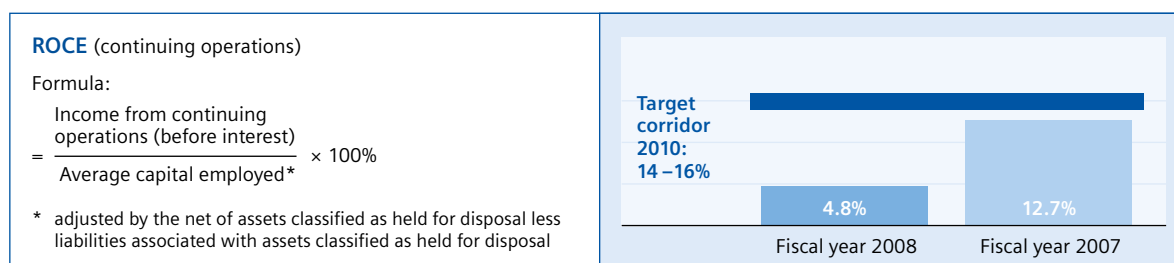 ROCE (continuing operations)
Formula:
Income from continuing
operations (before interest)
= × 100%
Average capital employed*
* adjusted by the net of assets classified as held for disposal less
liabilities associated with assets classified as held for disposal
Target
corridor
2010:
14–16%
4.8% 12.7%
Fiscal year 2008 Fiscal year 2007